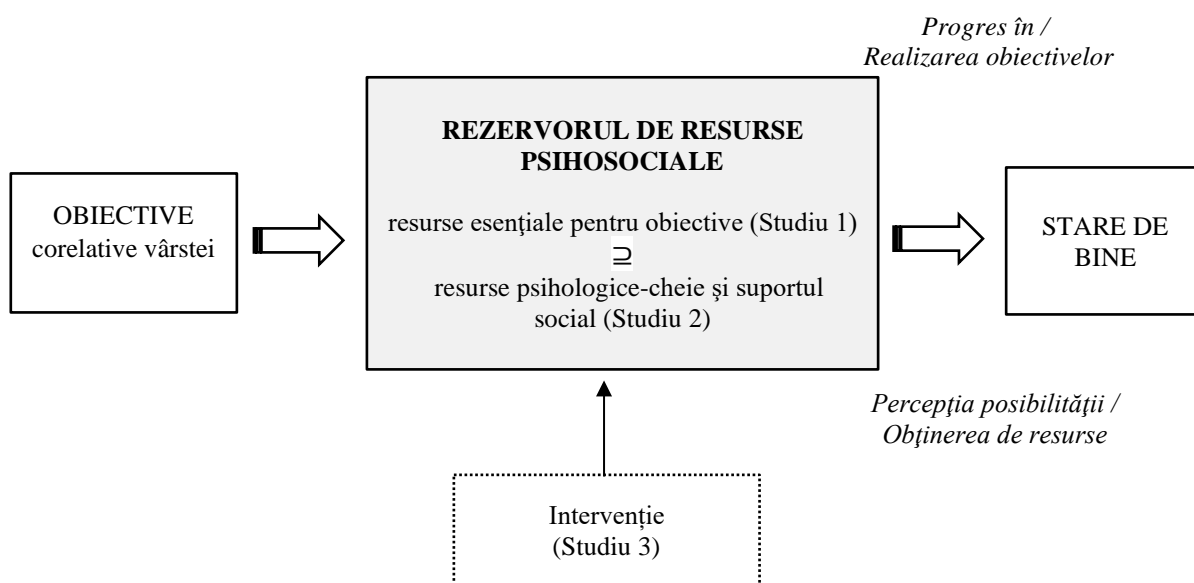 Progres în /
Realizarea obiectivelor
REZERVORUL DE RESURSE
PSIHOSOCIALE
resurse esenţiale pentru obiective (Studiu 1)
⊇
resurse psihologice-cheie şi suportul
social (Studiu 2)
OBIECTIVE
corelative vârstei
STARE DE
BINE
Percepţia posibilităţii /
Obţinerea de resurse
Intervenție
(Studiu 3)